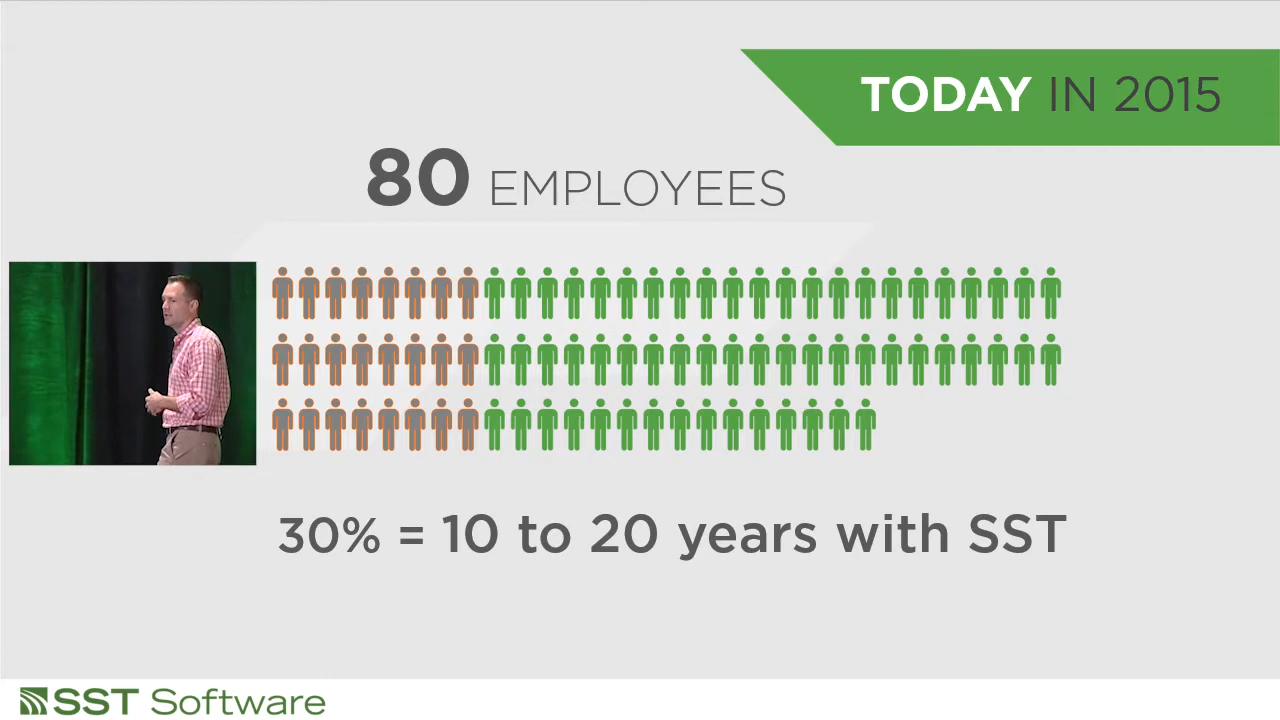 TODAY IN 2015
80 EMPLOYEES
30% = 10 to 20 years with SST
SST Software